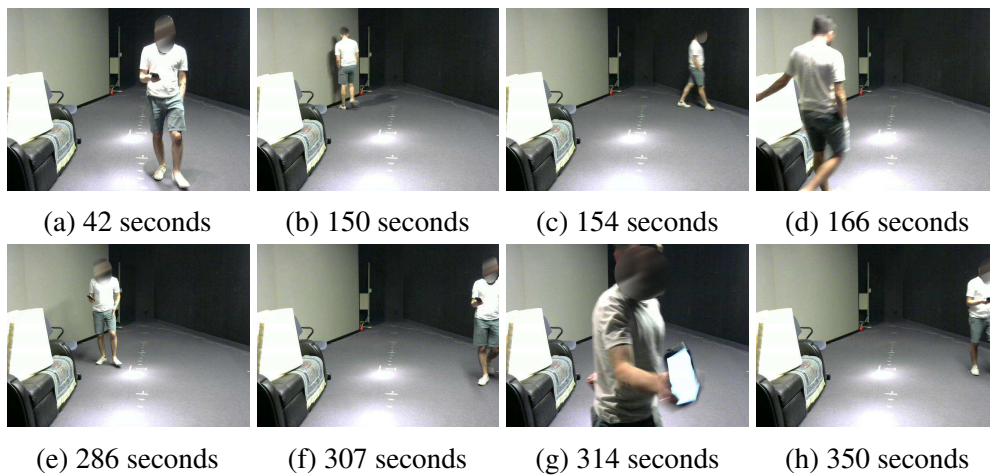 (a) 42 seconds
(b) 150 seconds
(c) 154 seconds
(d) 166 seconds
(e) 286 seconds
(f) 307 seconds
(g) 314 seconds
(h) 350 seconds